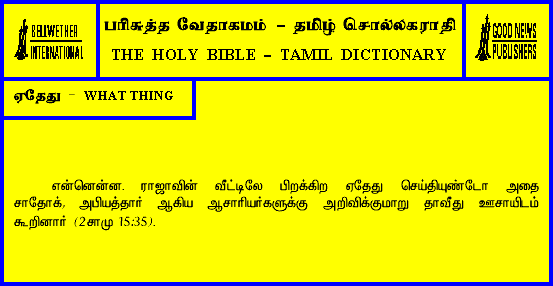 BELLWETHER
INTERNATIONAL
பரிசுத்த வேதாகமம் – தமிழ் சொல்லகராதி
THE HOLY BIBLE – TAMIL DICTIONARY
GOOD NEWS
PUBLISHERS
ஏதேது – WHAT THING
என்னென்ன. ராஜாவின் வீட்டிலே பிறக்கிற ஏதேது செய்தியுண்டோ அதை
சாதோக், அபியத்தார் ஆகிய ஆசாரியர்களுக்கு அறிவிக்குமாறு தாவீது ஊசாயிடம்
கூறினார் (2சாமு 15:35).